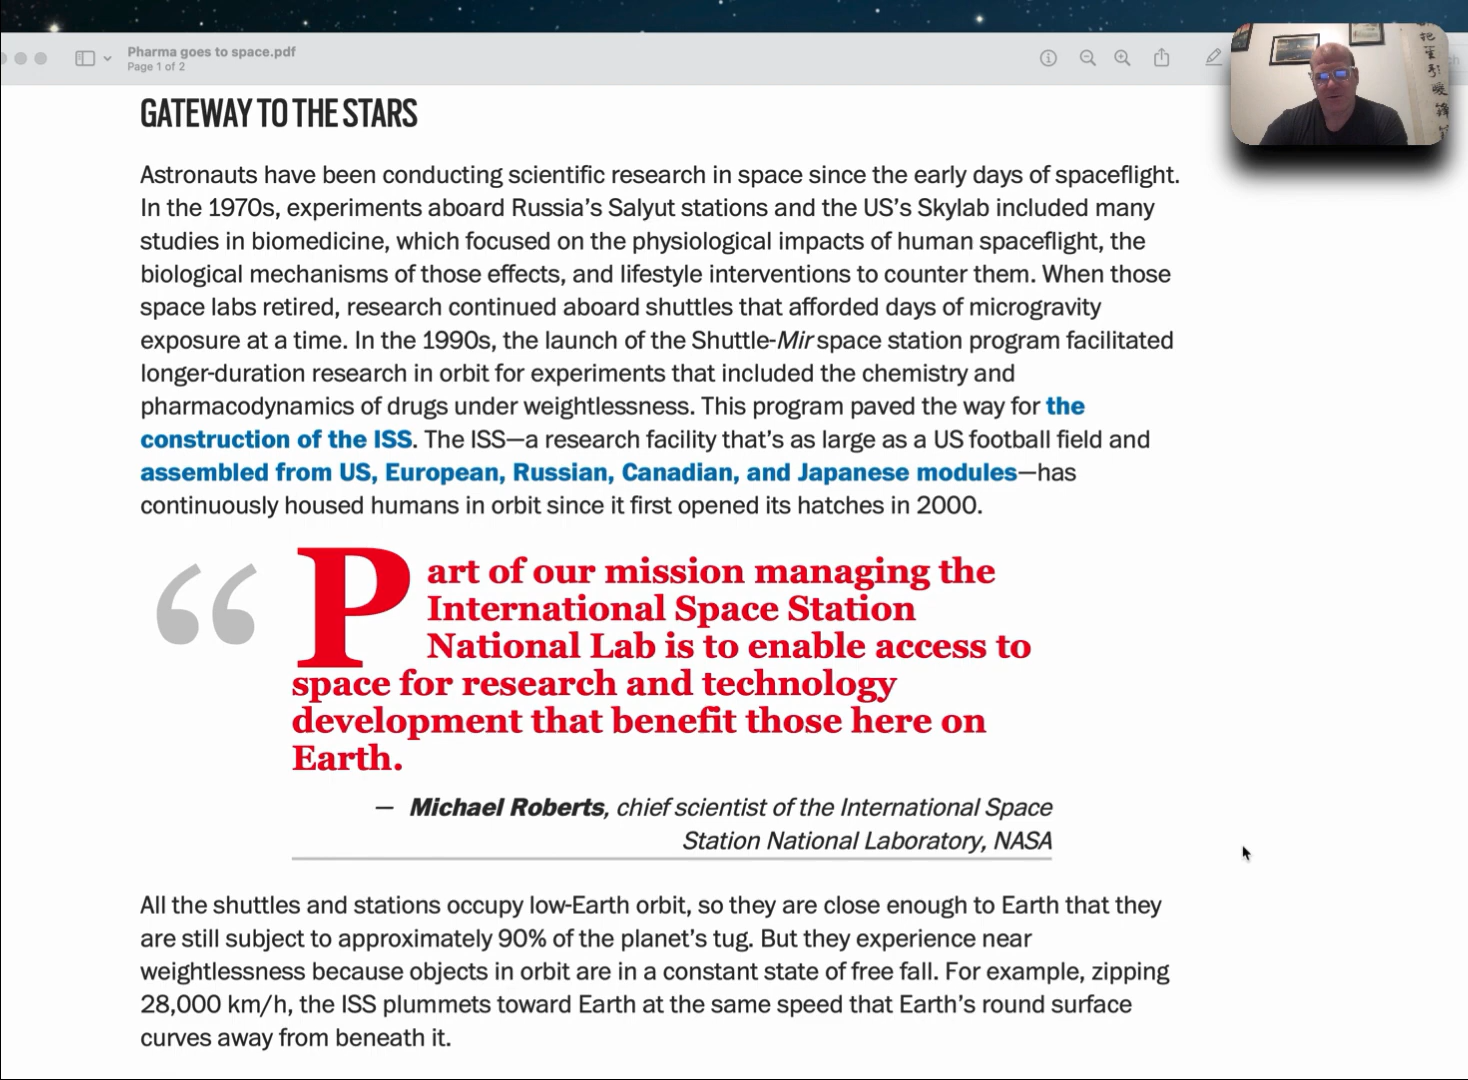 Pharma goes to space.pdf
Page 1 of 2
GATEWAY TO THE STARS
Astronauts have been conducting scientific research in space since the early days of spaceflight.
In the 1970s, experiments aboard Russia’s Salyut stations and the US’s Skylab included many
studies in biomedicine, which focused on the physiological impacts of human spaceflight, the
biological mechanisms of those effects, and lifestyle interventions to counter them. When those
space labs retired, research continued aboard shuttles that afforded days of microgravity
exposure at a time. In the 1990s, the launch of the Shuttle-Mir space station program facilitated
longer-duration research in orbit for experiments that included the chemistry and
pharmacodynamics of drugs under weightlessness. This program paved the way for the
construction of the ISS. The ISS—a research facility that’s as large as a US football field and
assembled from US, European, Russian, Canadian, and Japanese modules—has
continuously housed humans in orbit since it first opened its hatches in 2000.
“Part of our mission managing the
International Space Station
National Lab is to enable access to
space for research and technology
development that benefit those here on
Earth.
— Michael Roberts, chief scientist of the International Space
Station National Laboratory, NASA
All the shuttles and stations occupy low-Earth orbit, so they are close enough to Earth that they
are still subject to approximately 90% of the planet’s tug. But they experience near
weightlessness because objects in orbit are in a constant state of free fall. For example, zipping
28,000 km/h, the ISS plummets toward Earth at the same speed that Earth’s round surface
curves away from beneath it.